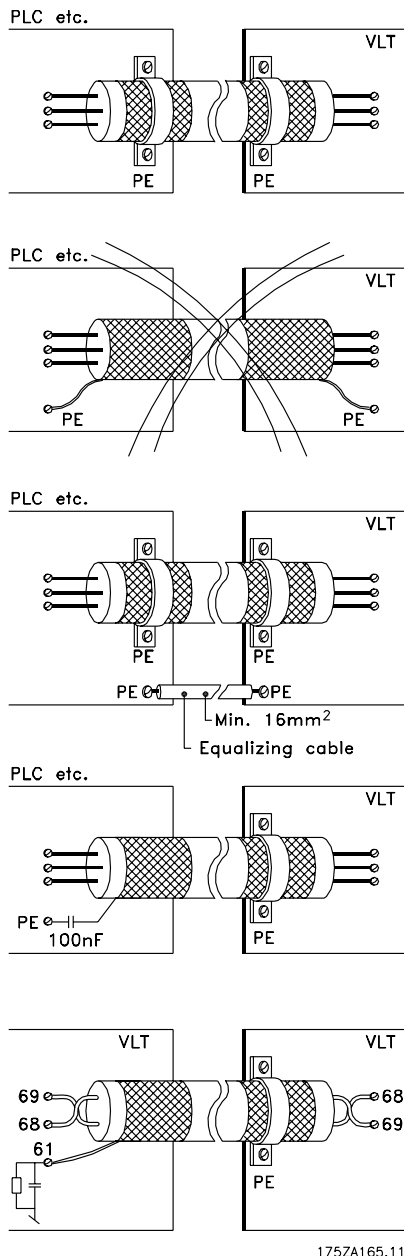 PLC etc.
VLT
PE
PE
PLC etc.
VLT
PE
PE
PLC etc.
VLT
PE
PE
PE
PE
Min. 16mm²
Equalizing cable
PLC etc.
VLT
PE
100nF
PE
VLT
VLT
69
68
68
69
61
PE
175ZA165.11